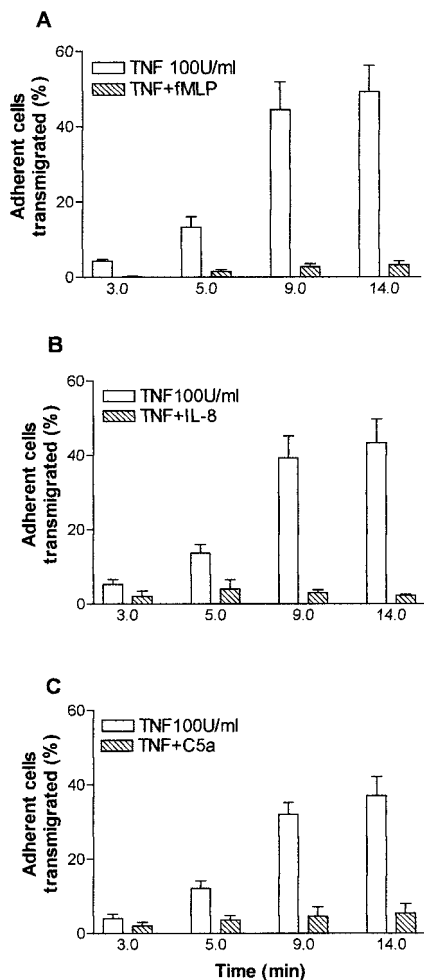 A
60
40
20
0
Adherent cells
transmigrated (%)
TNF 100U/ml
TNF+fMLP
3.0 5.0 9.0 14.0
B
60
40
20
0
Adherent cells
transmigrated (%)
TNF100U/ml
TNF+IL-8
3.0 5.0 9.0 14.0
C
60
40
20
0
Adherent cells
transmigrated (%)
TNF100U/ml
TNF+C5a
3.0 5.0 9.0 14.0
Time (min)